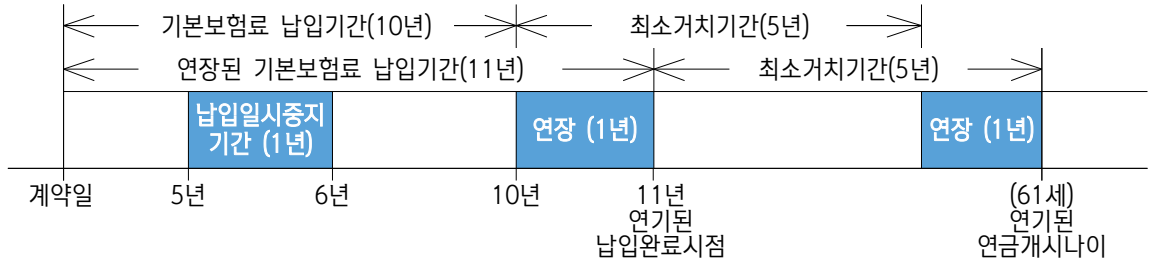 기본보험료 납입기간(10년)
최소거치기간(5년)
연장된 기본보험료 납입기간(11년)
최소거치기간(5년)
납입일시중지
기간 (1년)
연장 (1년)
연장 (1년)
계약일
5년
6년
10년
11년
연기된
납입완료시점
(61세)
연기된
연금개시나이